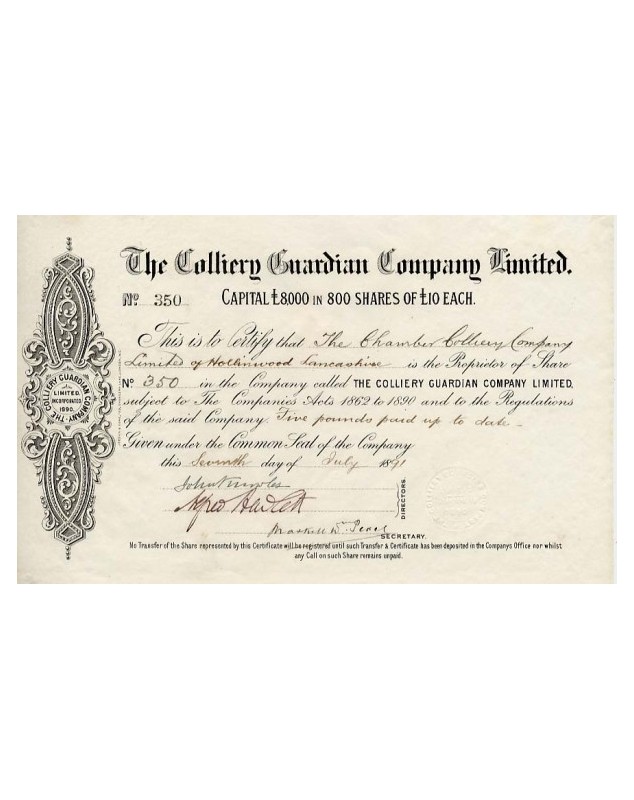 The Colliery Guardian Company Limited.
No 350
CAPITAL £8,000 IN 800 SHARES OF £10 EACH.
This is to Certify that The Chamber Colliery Company
Limited of Hollinwood Lancashire is the Proprietor of Share
No 350 in the Company called THE COLLIERY GUARDIAN COMPANY LIMITED,
subject to The Companies Acts 1862 to 1890 and to the Regulations
of the said Company. Five pounds paid up to date
Given under the Common Seal of the Company
this Seventh day of July 1891
John Knowles
Alfred Hewlett
DIRECTORS.
SECRETARY.
No Transfer of the Share represented by this Certificate will be registered until such Transfer & Certificate has been deposited in the Companys Office nor whilst
any Call on such Share remains unpaid.
THE COLLIERY GUARDIAN COMPANY
LIMITED.
INCORPORATED
1890.